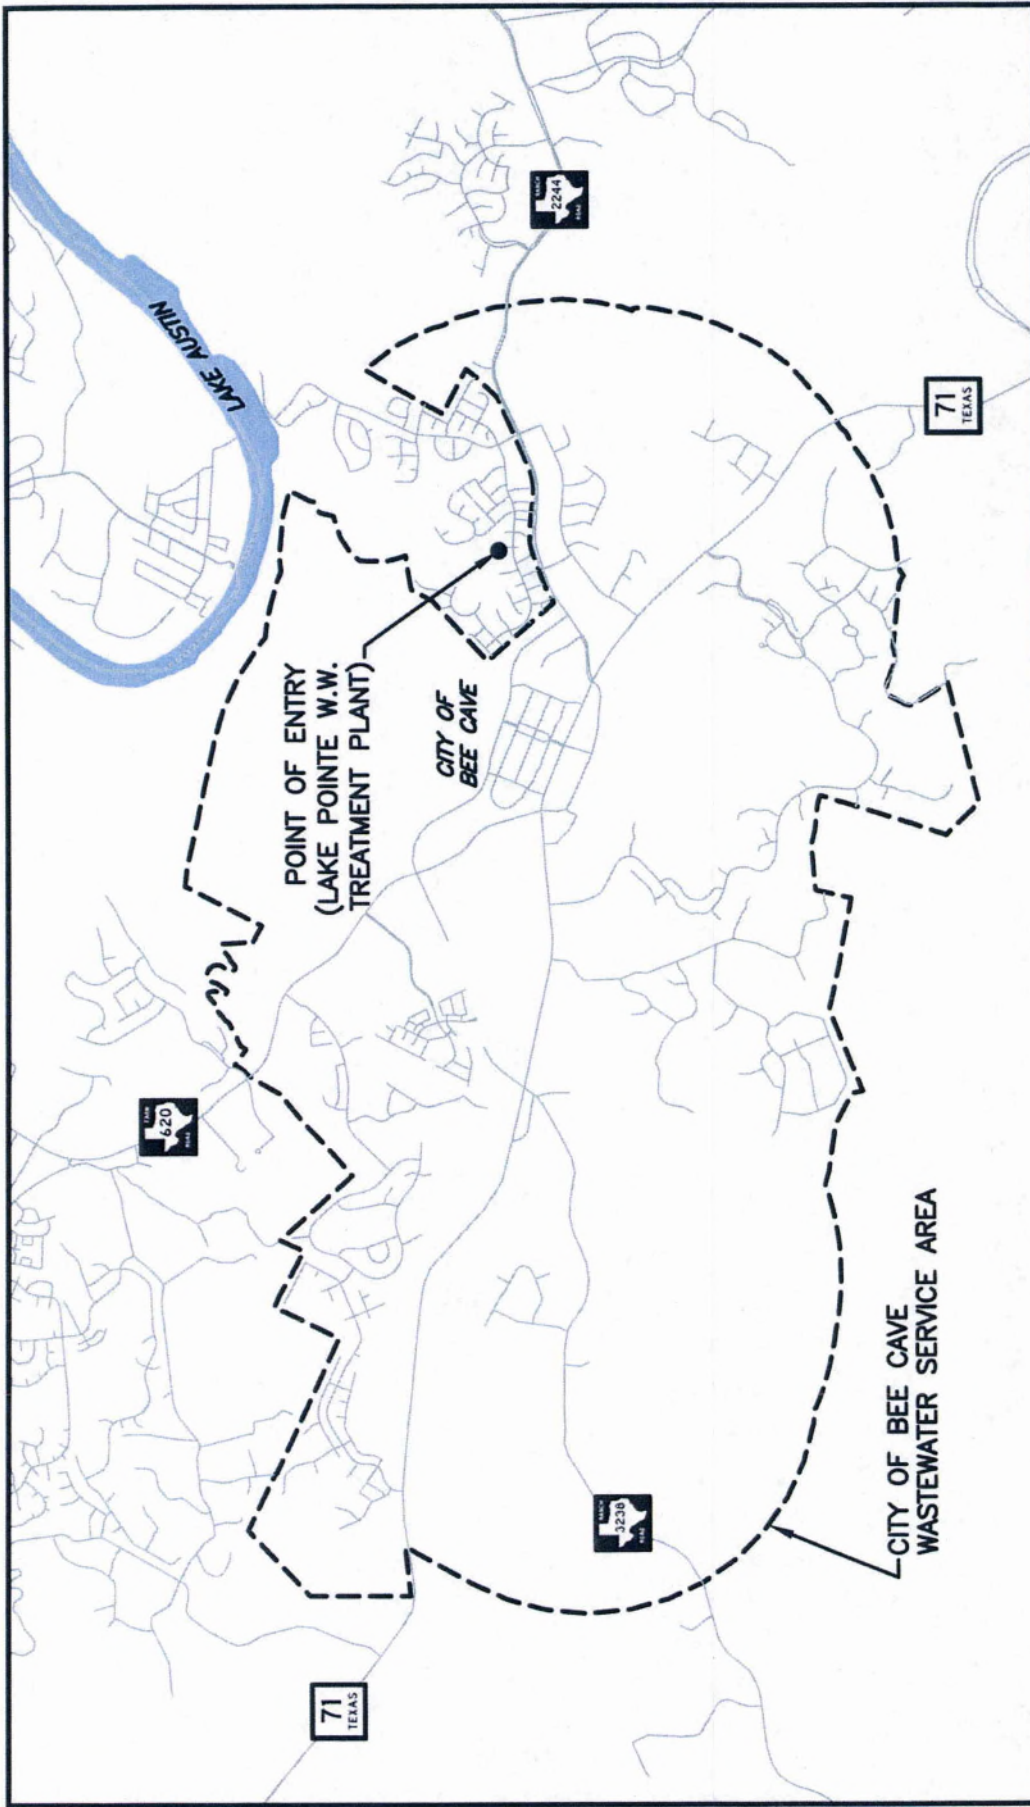 LAKE AUSTIN
RANCH
2244
ROAD
71
TEXAS
POINT OF ENTRY
(LAKE POINTE W.W.
TREATMENT PLANT)
CITY OF
BEE CAVE
FARM
620
ROAD
RANCH
3238
ROAD
71
TEXAS
CITY OF BEE CAVE
WASTEWATER SERVICE AREA